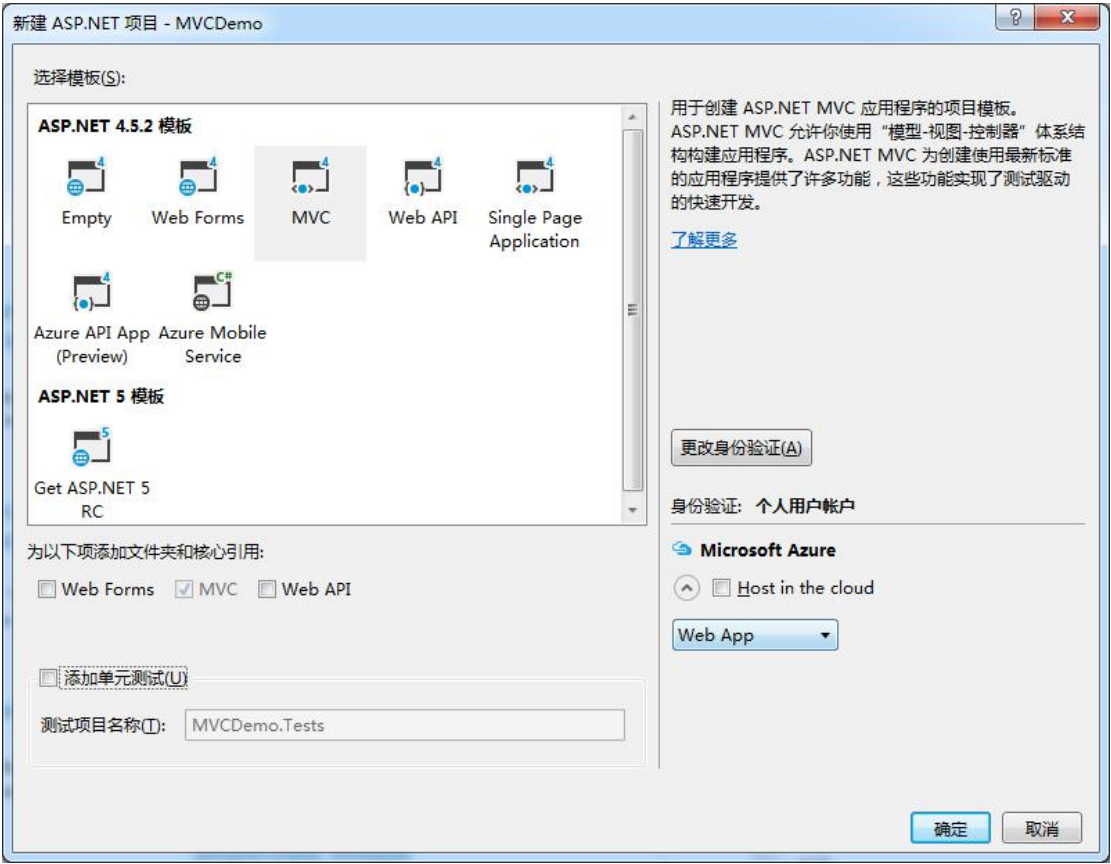 新建 ASP.NET 项目 - MVCDemo
选择模板(S):
ASP.NET 4.5.2 模板
4
4
4
4
4
Empty
Web Forms
MVC
Web API
Single Page
Application
4
C#
Azure API App
(Preview)
Azure Mobile
Service
ASP.NET 5 模板
5
Get ASP.NET 5
RC
为以下项添加文件夹和核心引用:
Web Forms
MVC
Web API
添加单元测试(U)
测试项目名称(T):
MVCDemo.Tests
用于创建 ASP.NET MVC 应用程序的项目模板。
ASP.NET MVC 允许你使用“模型-视图-控制器”体系结
构构建应用程序。ASP.NET MVC 为创建使用最新标准
的应用程序提供了许多功能，这些功能实现了测试驱动
的快速开发。
了解更多
更改身份验证(A)
身份验证: 个人用户帐户
Microsoft Azure
Host in the cloud
Web App
确定
取消